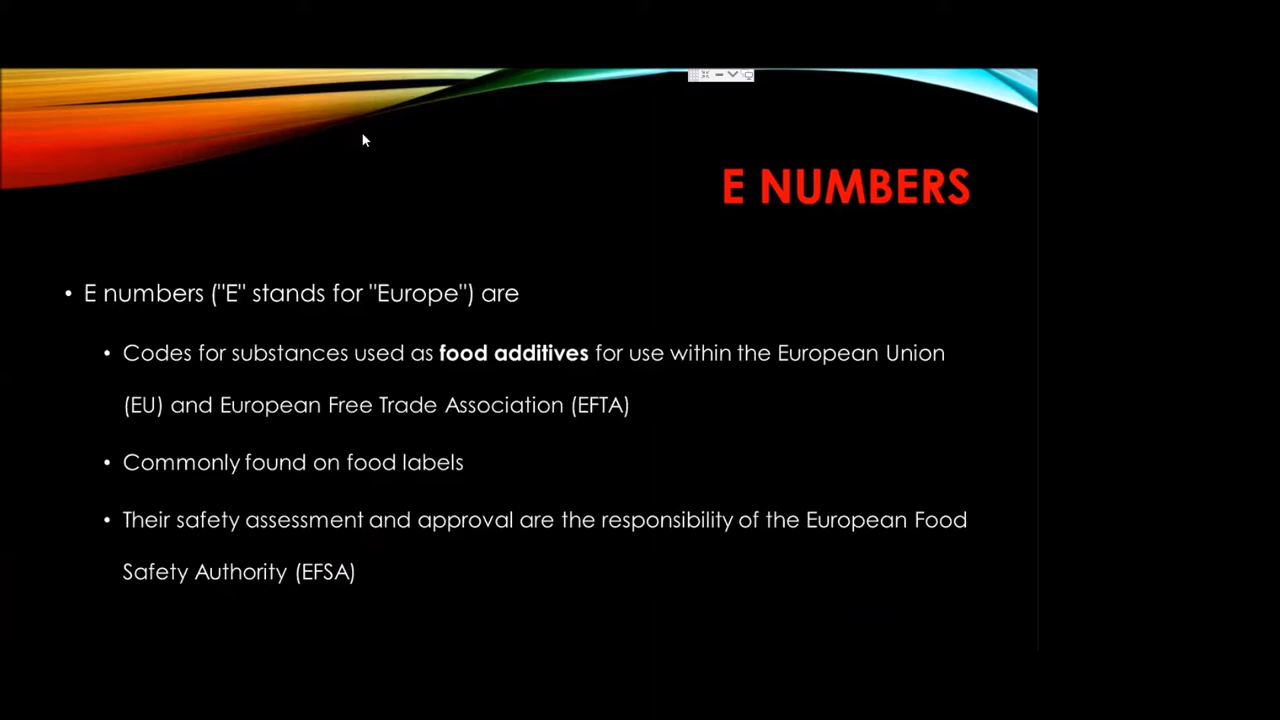 E NUMBERS
• E numbers ("E" stands for "Europe") are
• Codes for substances used as food additives for use within the European Union
(EU) and European Free Trade Association (EFTA)
• Commonly found on food labels
• Their safety assessment and approval are the responsibility of the European Food
Safety Authority (EFSA)